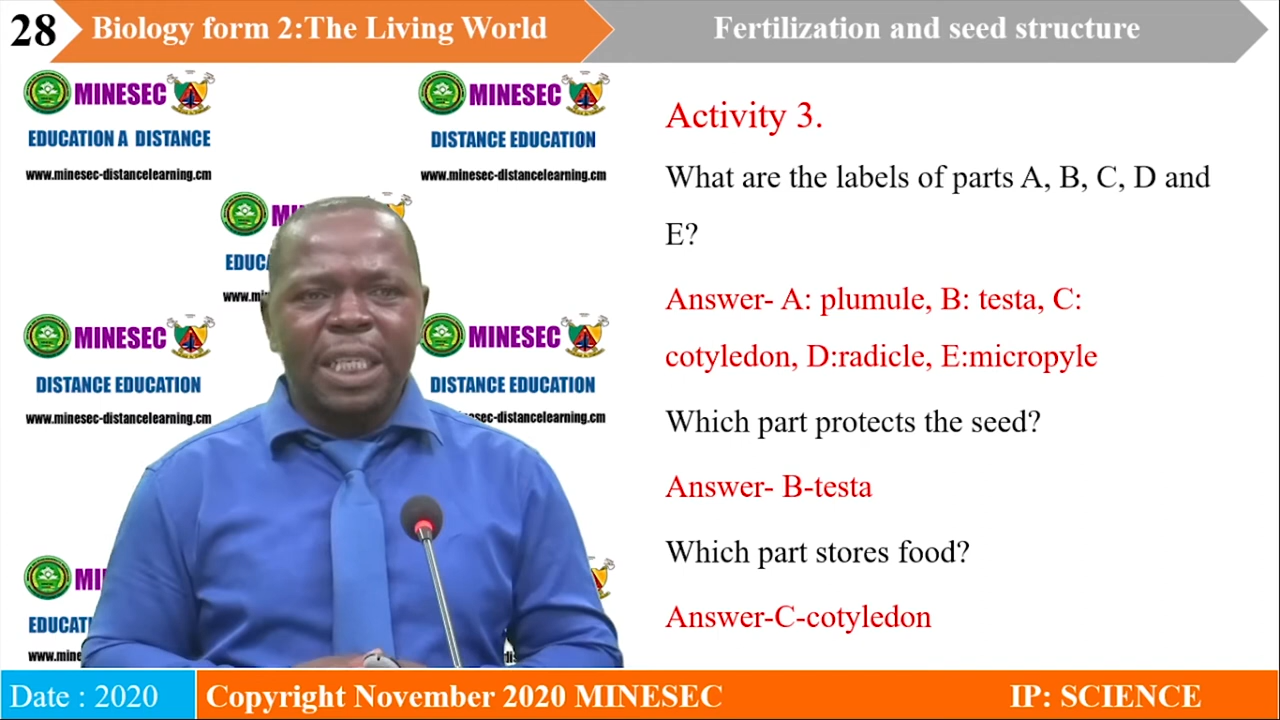 28
Biology form 2:The Living World
Fertilization and seed structure
MINESEC
EDUCATION A DISTANCE
www.minesec-distancelearning.cm
MINESEC
DISTANCE EDUCATION
www.minesec-distancelearning.cm
MINESEC
DISTANCE EDUCATION
www.minesec-distancelearning.cm
MINESEC
DISTANCE EDUCATION
sec-distancelearning.cm
Activity 3.
What are the labels of parts A, B, C, D and
E?
Answer- A: plumule, B: testa, C:
cotyledon, D:radicle, E:micropyle
Which part protects the seed?
Answer- B-testa
Which part stores food?
Answer-C-cotyledon
Date : 2020
Copyright November 2020 MINESEC
IP: SCIENCE